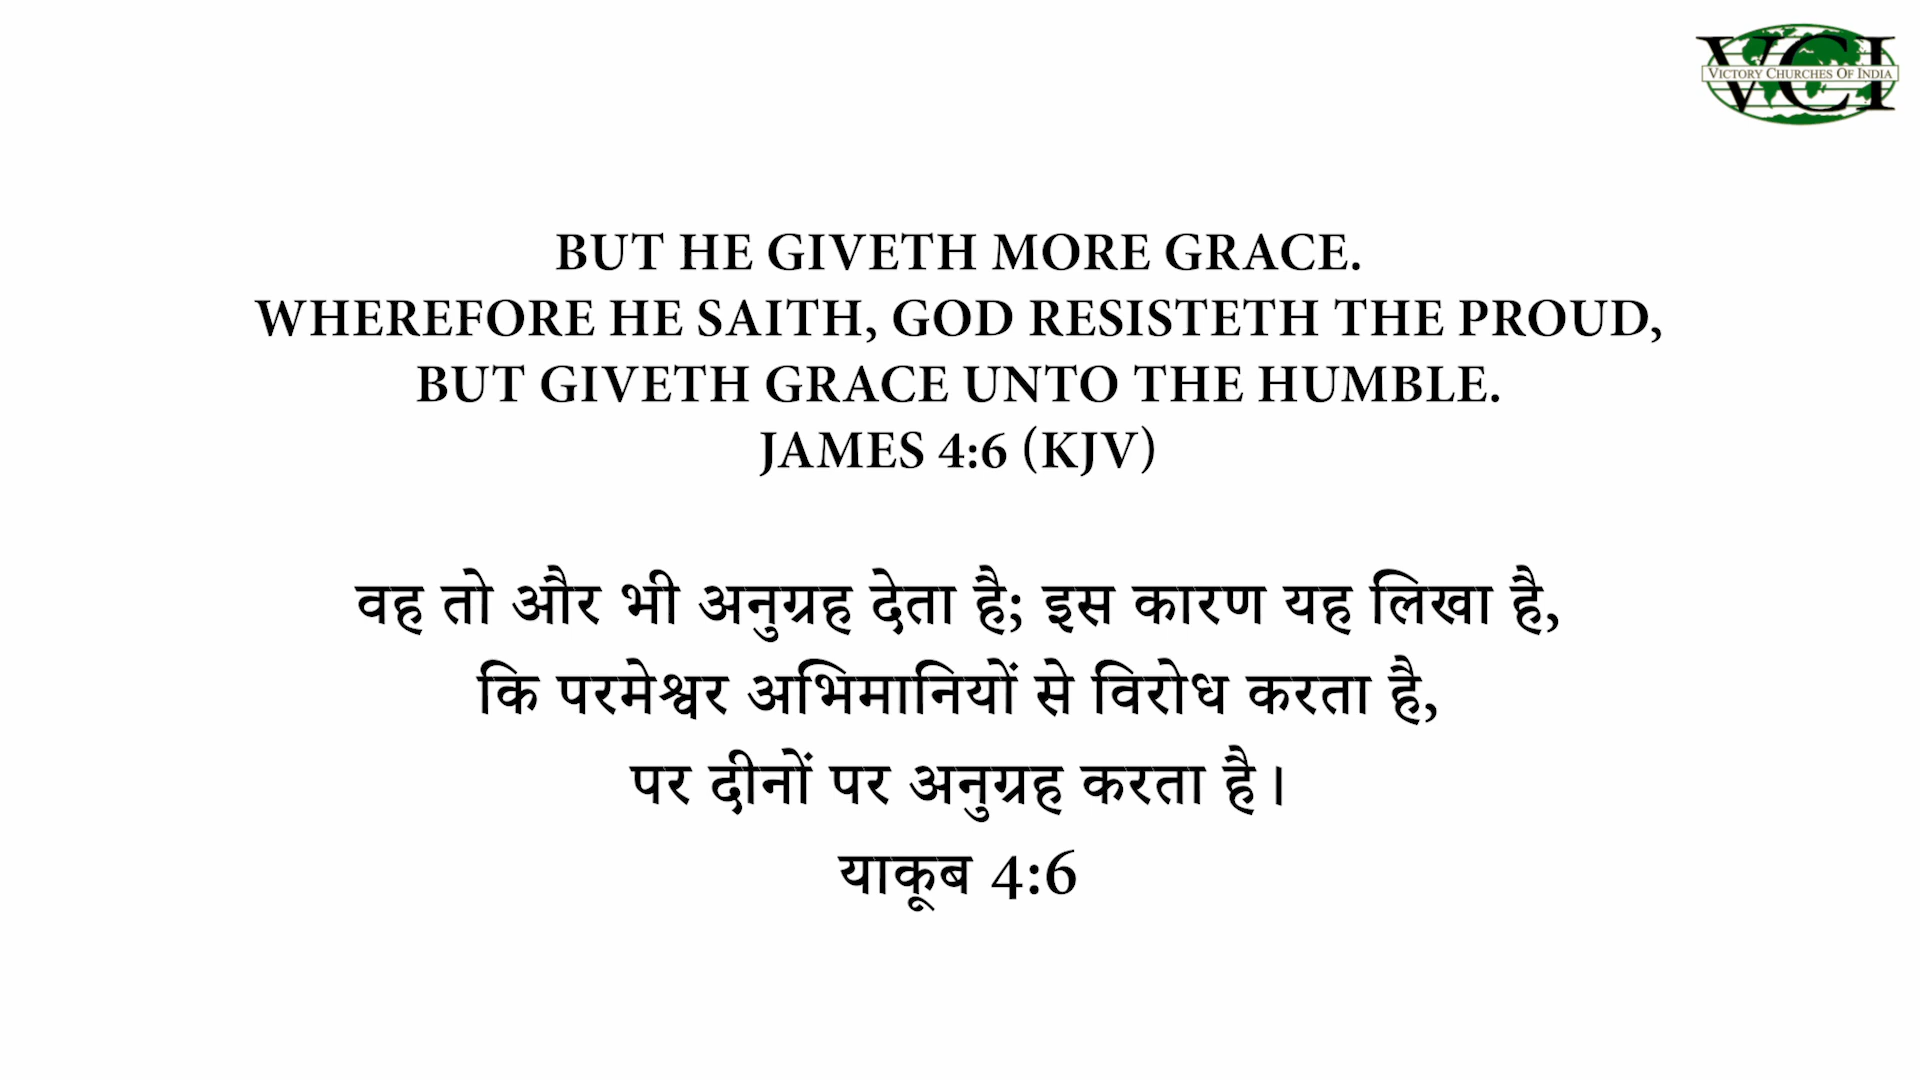 VCI
VICTORY CHURCHES OF INDIA
BUT HE GIVETH MORE GRACE.
WHEREFORE HE SAITH, GOD RESISTETH THE PROUD,
BUT GIVETH GRACE UNTO THE HUMBLE.
JAMES 4:6 (KJV)
वह तो और भी अनुग्रह देता है; इस कारण यह लिखा है,
कि परमेश्वर अभिमानियों से विरोध करता है,
पर दीनों पर अनुग्रह करता है।
याकूब 4:6